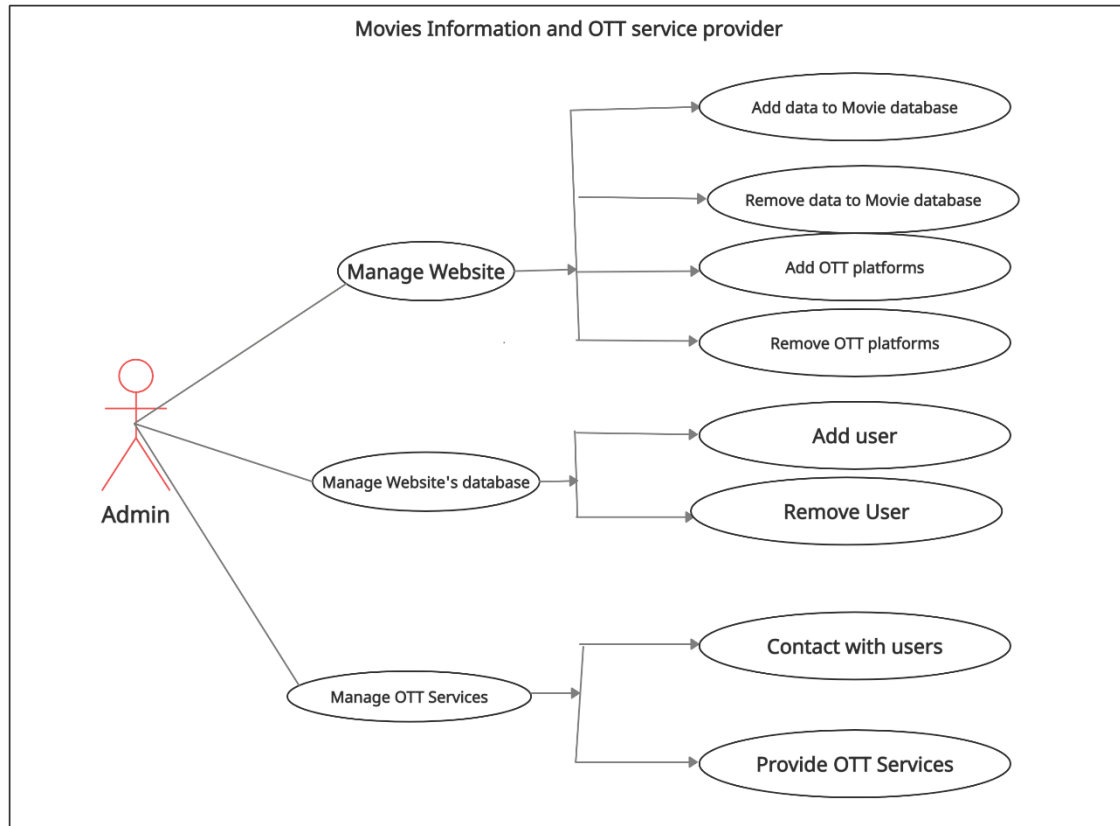 Movies Information and OTT service provider
Add data to Movie database
Remove data to Movie database
Manage Website
Add OTT platforms
Remove OTT platforms
Add user
Manage Website's database
Remove User
Admin
Contact with users
Manage OTT Services
Provide OTT Services